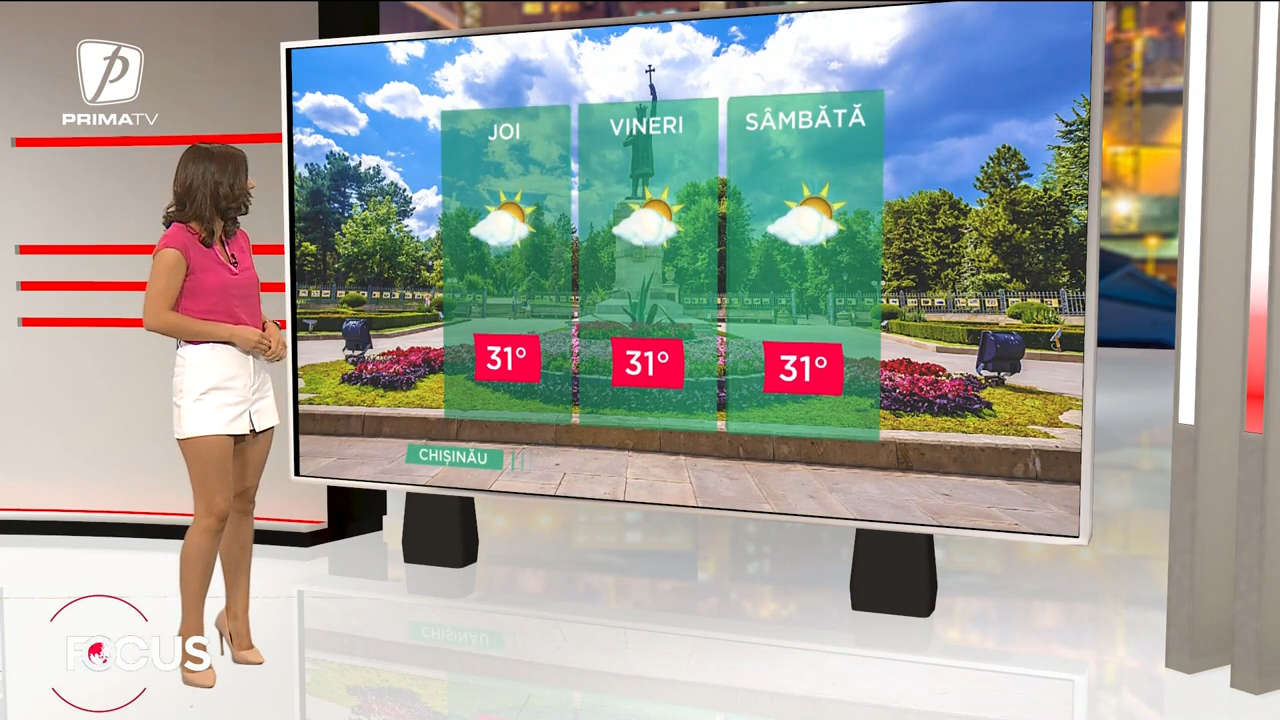 PRIMATV
JOI
VINERI
SÂMBĂTĂ
31°
31°
31°
CHIȘINĂU
FOCUS